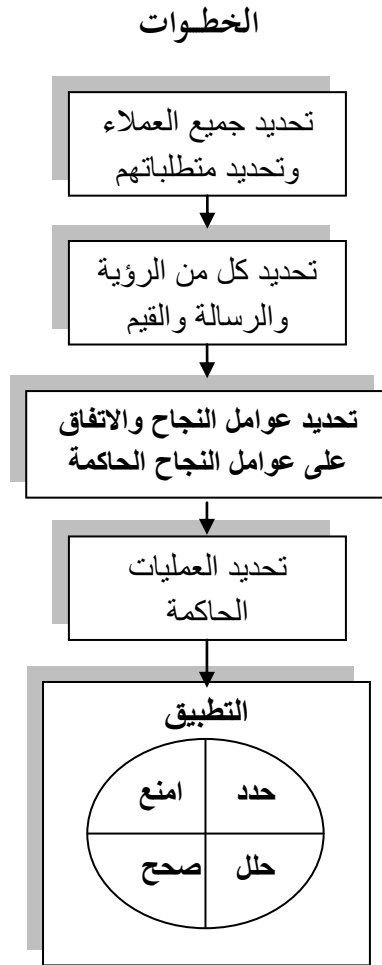 الخطــوات
تحديد جميع العملاء
وتحديد متطلباتهم
تحديد كل من الرؤية
والرسالة والقيم
تحديد عوامل النجاح والاتفاق
على عوامل النجاح الحاكمة
تحديد العمليات
الحاكمة
التطبيق
حدد
امنع
حلل
صحح